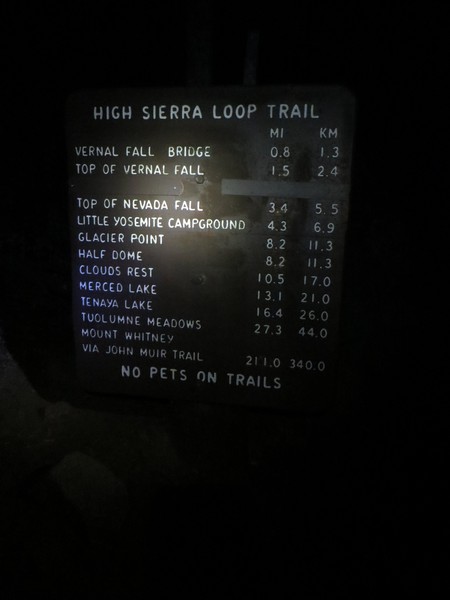 HIGH SIERRA LOOP TRAIL
MI KM
VERNAL FALL BRIDGE 0.8 1.3
TOP OF VERNAL FALL 1.5 2.4
TOP OF NEVADA FALL 3.4 5.5
LITTLE YOSEMITE CAMPGROUND 4.3 6.9
GLACIER POINT 8.2 11.3
HALF DOME 8.2 11.3
CLOUDS REST 10.5 17.0
MERCED LAKE 13.1 21.0
TENAYA LAKE 16.4 26.0
TUOLUMNE MEADOWS 27.3 44.0
MOUNT WHITNEY
VIA JOHN MUIR TRAIL 211.0 340.0
NO PETS ON TRAILS